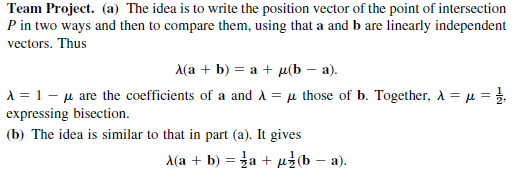 Team Project. (a) The idea is to write the position vector of the point of intersection
P in two ways and then to compare them, using that a and b are linearly independent
vectors. Thus
λ(a + b) = a + μ(b − a).
λ = 1 − μ are the coefficients of a and λ = μ those of b. Together, λ = μ = ½,
expressing bisection.
(b) The idea is similar to that in part (a). It gives
λ(a + b) = ½a + μ½(b − a).